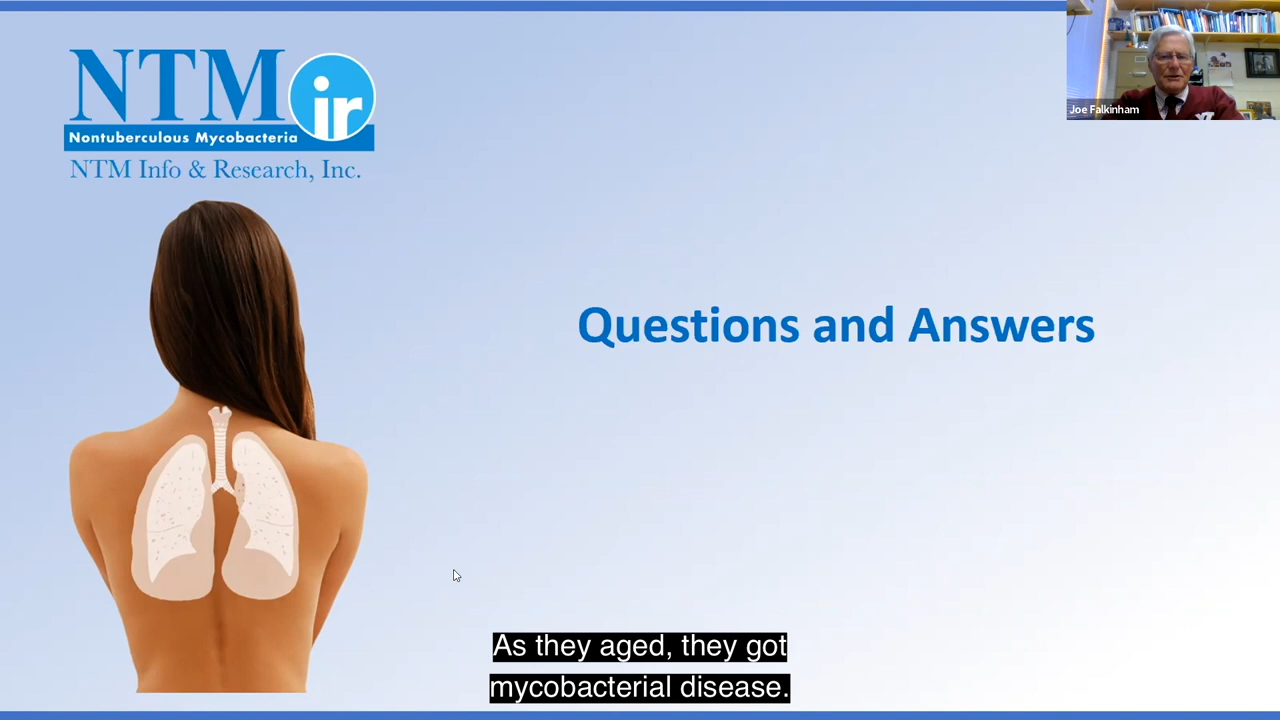 NTM
ir
Nontuberculous Mycobacteria
NTM Info & Research, Inc.
Joe Falkinham
Questions and Answers
As they aged, they got
mycobacterial disease.